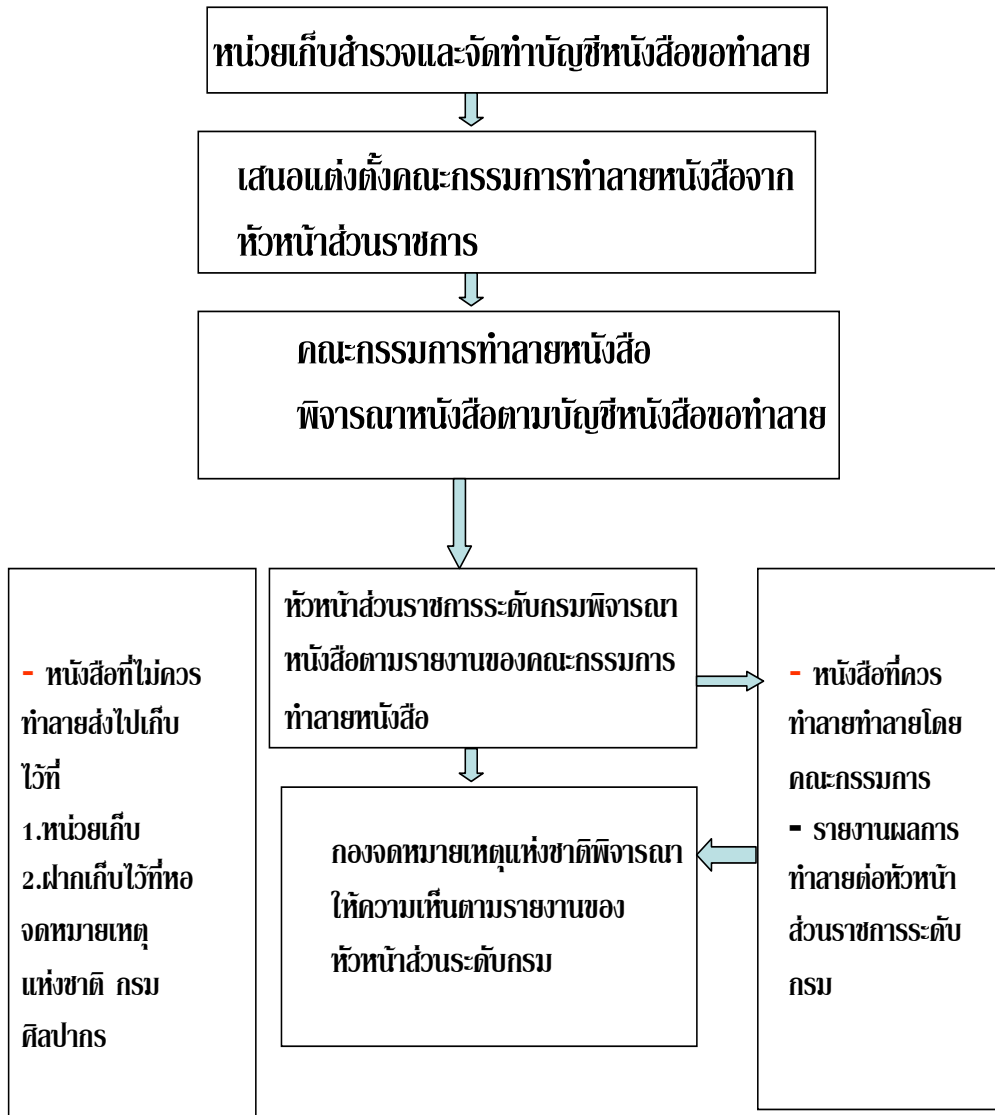 หน่วยเก็บสำรวจและจัดทำบัญชีหนังสือขอทำลาย
เสนอแต่งตั้งคณะกรรมการทำลายหนังสือจาก
หัวหน้าส่วนราชการ
คณะกรรมการทำลายหนังสือ
พิจารณาหนังสือตามบัญชีหนังสือขอทำลาย
- หนังสือที่ไม่ควร
ทำลายส่งไปเก็บ
ไว้ที่
1.หน่วยเก็บ
2.ฝากเก็บไว้ที่หอ
จดหมายเหตุ
แห่งชาติ กรม
ศิลปากร
หัวหน้าส่วนราชการระดับกรมพิจารณา
หนังสือตามรายงานของคณะกรรมการ
ทำลายหนังสือ
กองจดหมายเหตุแห่งชาติพิจารณา
ให้ความเห็นตามรายงานของ
หัวหน้าส่วนระดับกรม
- หนังสือที่ควร
ทำลายทำลายโดย
คณะกรรมการ
- รายงานผลการ
ทำลายต่อหัวหน้า
ส่วนราชการระดับ
กรม